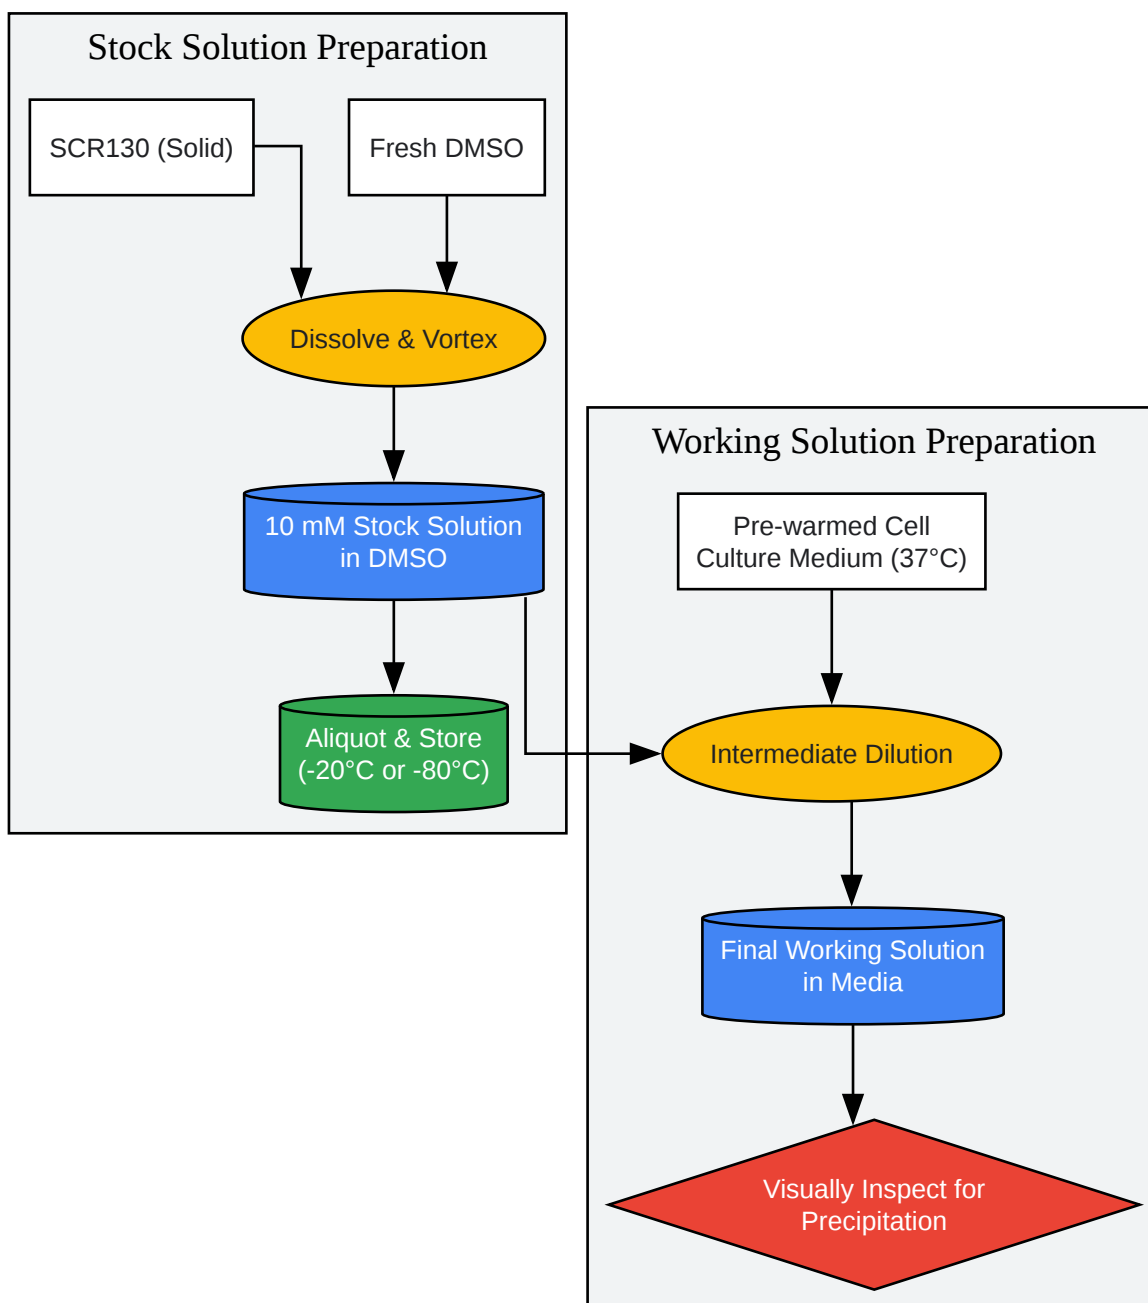 Stock Solution Preparation
SCR130 (Solid)
Fresh DMSO
Dissolve & Vortex
10 mM Stock Solution
in DMSO
Aliquot & Store
(-20°C or -80°C)
Working Solution Preparation
Pre-warmed Cell
Culture Medium (37°C)
Intermediate Dilution
Final Working Solution
in Media
Visually Inspect for
Precipitation